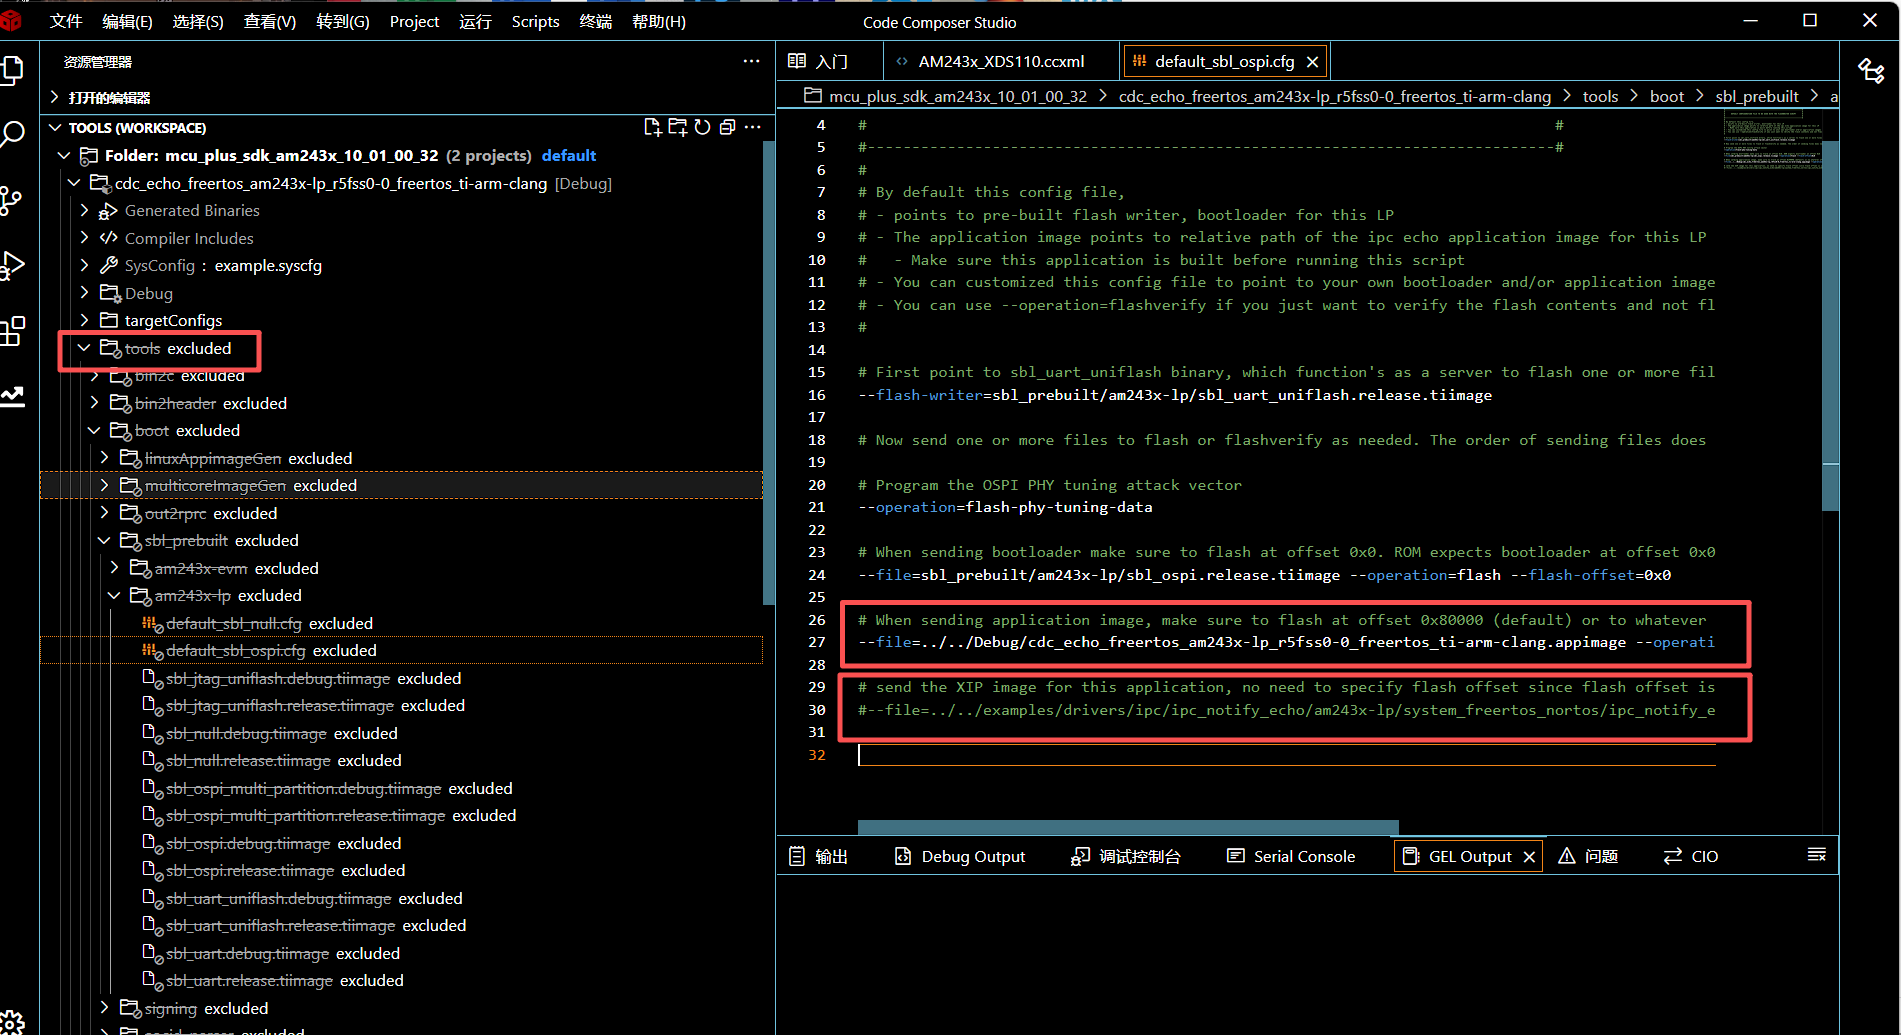 文件 编辑(E) 选择(S) 查看(V) 转到(G) Project 运行 Scripts 终端 帮助(H) Code Composer Studio
资源管理器
打开的编辑器
TOOLS (WORKSPACE)
Folder: mcu_plus_sdk_am243x_10_01_00_32 (2 projects) default
cdc_echo_freertos_am243x-lp_r5fss0-0_freertos_ti-arm-clang [Debug]
Generated Binaries
Compiler Includes
SysConfig : example.syscfg
Debug
targetConfigs
tools excluded
bin2c excluded
bin2header excluded
boot excluded
linuxAppimageGen excluded
multicoreImageGen excluded
out2rprc excluded
sbl_prebuilt excluded
am243x-evm excluded
am243x-lp excluded
default_sbl_null.cfg excluded
default_sbl_ospi.cfg excluded
sbl_jtag_uniflash.debug.tiimage excluded
sbl_jtag_uniflash.release.tiimage excluded
sbl_null.debug.tiimage excluded
sbl_null.release.tiimage excluded
sbl_ospi_multi_partition.debug.tiimage excluded
sbl_ospi_multi_partition.release.tiimage excluded
sbl_ospi.debug.tiimage excluded
sbl_ospi.release.tiimage excluded
sbl_uart_uniflash.debug.tiimage excluded
sbl_uart_uniflash.release.tiimage excluded
sbl_uart.debug.tiimage excluded
sbl_uart.release.tiimage excluded
signing excluded
excluded
入门 AM243x_XDS110.ccxml default_sbl_ospi.cfg
mcu_plus_sdk_am243x_10_01_00_32 > cdc_echo_freertos_am243x-lp_r5fss0-0_freertos_ti-arm-clang > tools > boot > sbl_prebuilt > a
4 # #
5 #----------------------------------------------------------------------------#
6 #
7 # By default this config file,
8 # - points to pre-built flash writer, bootloader for this LP
9 # - The application image points to relative path of the ipc echo application image for this LP
10 #   - Make sure this application is built before running this script
11 # - You can customized this config file to point to your own bootloader and/or application image
12 # - You can use --operation=flashverify if you just want to verify the flash contents and not fl
13 #
14
15 # First point to sbl_uart_uniflash binary, which function's as a server to flash one or more fil
16 --flash-writer=sbl_prebuilt/am243x-lp/sbl_uart_uniflash.release.tiimage
17
18 # Now send one or more files to flash or flashverify as needed. The order of sending files does
19
20 # Program the OSPI PHY tuning attack vector
21 --operation=flash-phy-tuning-data
22
23 # When sending bootloader make sure to flash at offset 0x0. ROM expects bootloader at offset 0x0
24 --file=sbl_prebuilt/am243x-lp/sbl_ospi.release.tiimage --operation=flash --flash-offset=0x0
25
26 # When sending application image, make sure to flash at offset 0x80000 (default) or to whatever
27 --file=../../Debug/cdc_echo_freertos_am243x-lp_r5fss0-0_freertos_ti-arm-clang.appimage --operati
28
29 # send the XIP image for this application, no need to specify flash offset since flash offset is
30 #--file=../../examples/drivers/ipc/ipc_notify_echo/am243x-lp/system_freertos_nortos/ipc_notify_e
31
32
输出 Debug Output 调试控制台 Serial Console GEL Output 问题 CIO